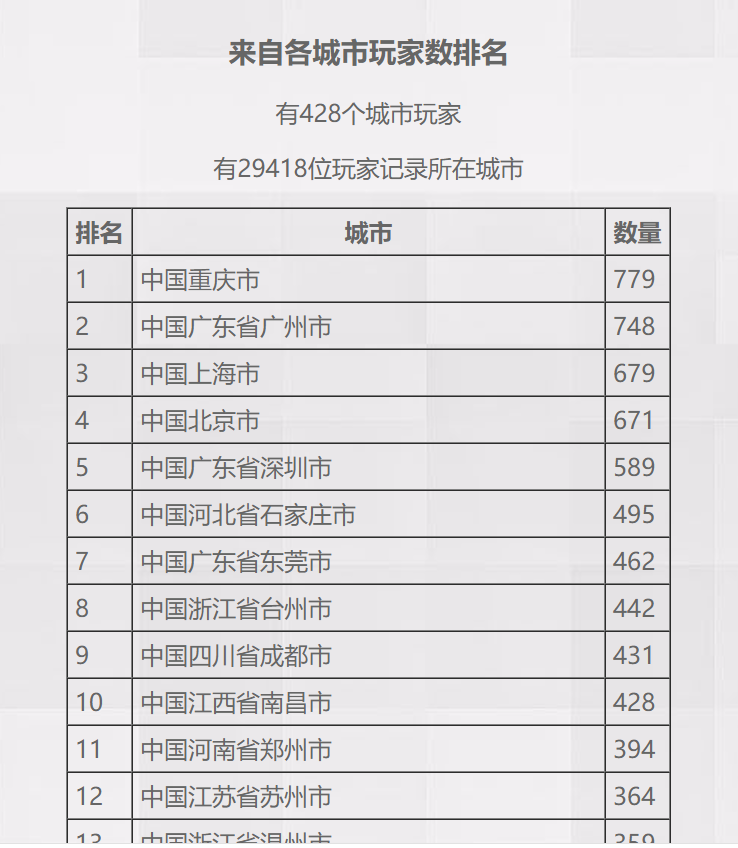 来自各城市玩家数排名
有428个城市玩家
有29418位玩家记录所在城市
排名 城市 数量
1 中国重庆市 779
2 中国广东省广州市 748
3 中国上海市 679
4 中国北京市 671
5 中国广东省深圳市 589
6 中国河北省石家庄市 495
7 中国广东省东莞市 462
8 中国浙江省台州市 442
9 中国四川省成都市 431
10 中国江西省南昌市 428
11 中国河南省郑州市 394
12 中国江苏省苏州市 364
13 中国浙江省温州市 359